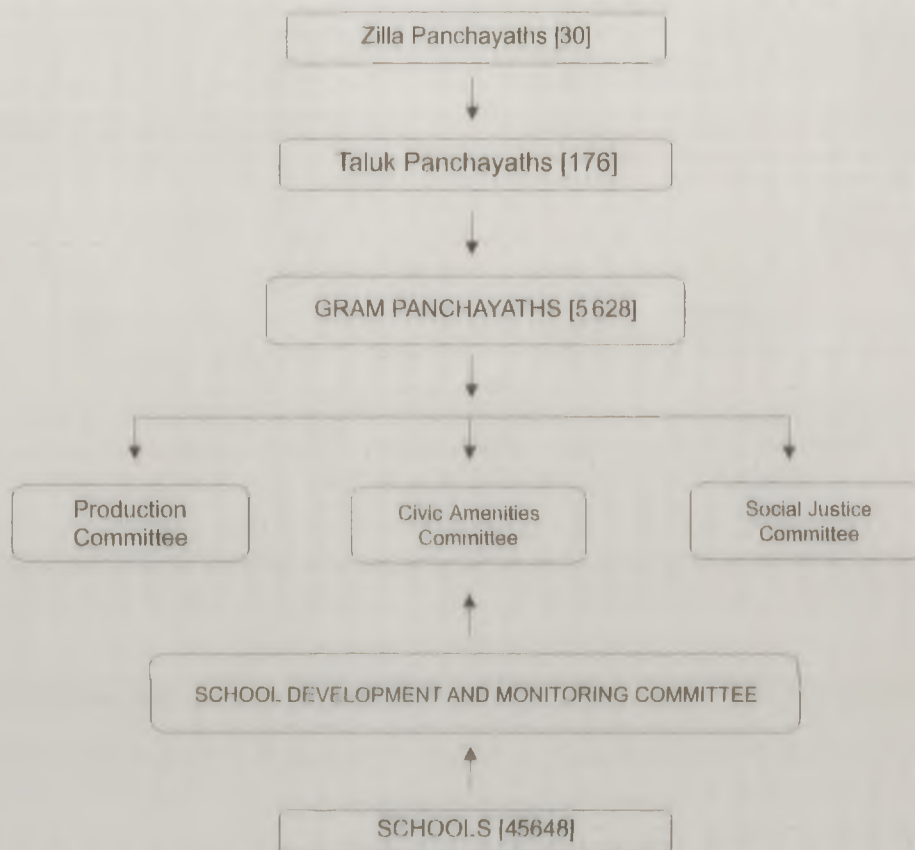 Zilla Panchayaths [30]
Taluk Panchayaths [176]
GRAM PANCHAYATHS [5628]
Production
Committee
Civic Amenities
Committee
Social Justice
Committee
SCHOOL DEVELOPMENT AND MONITORING COMMITTEE
SCHOOLS [45648]